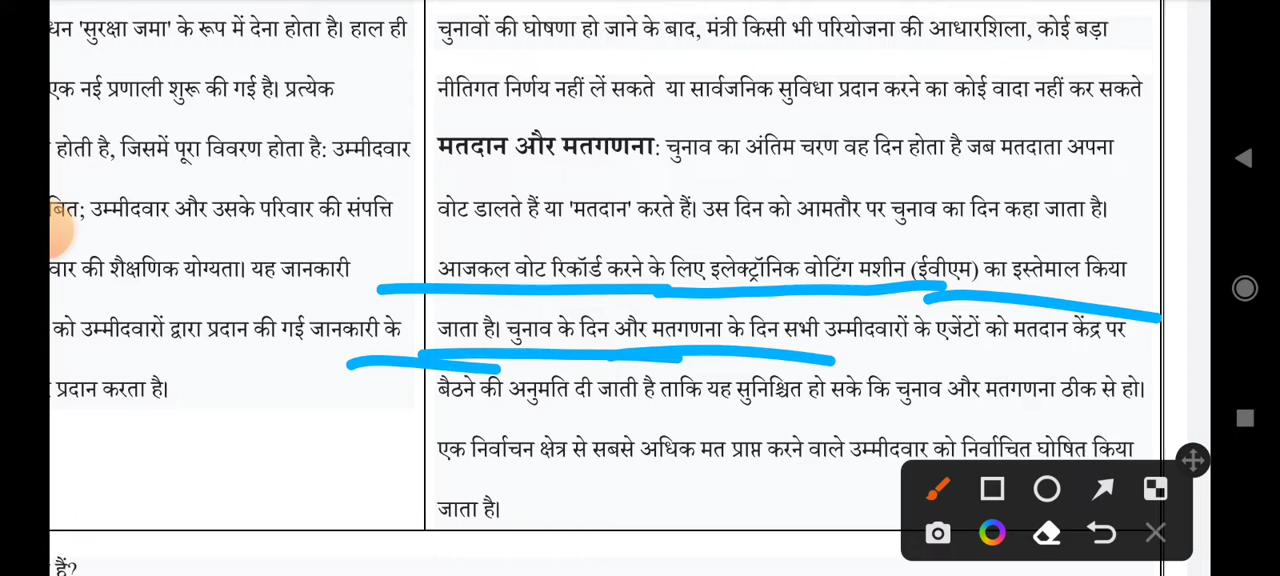 धन 'सुरक्षा जमा' के रूप में देना होता है। हाल ही
एक नई प्रणाली शुरू की गई है। प्रत्येक
होती है, जिसमें पूरा विवरण होता है: उम्मीदवार
बित; उम्मीदवार और उसके परिवार की संपत्ति
वार की शैक्षणिक योग्यता। यह जानकारी
को उम्मीदवारों द्वारा प्रदान की गई जानकारी के
प्रदान करता है।
चुनावों की घोषणा हो जाने के बाद, मंत्री किसी भी परियोजना की आधारशिला, कोई बड़ा
नीतिगत निर्णय नहीं लें सकते या सार्वजनिक सुविधा प्रदान करने का कोई वादा नहीं कर सकते
मतदान और मतगणना: चुनाव का अंतिम चरण वह दिन होता है जब मतदाता अपना
वोट डालते हैं या 'मतदान' करते हैं। उस दिन को आमतौर पर चुनाव का दिन कहा जाता है।
आजकल वोट रिकॉर्ड करने के लिए इलेक्ट्रॉनिक वोटिंग मशीन (ईवीएम) का इस्तेमाल किया
जाता है। चुनाव के दिन और मतगणना के दिन सभी उम्मीदवारों के एजेंटों को मतदान केंद्र पर
बैठने की अनुमति दी जाती है ताकि यह सुनिश्चित हो सके कि चुनाव और मतगणना ठीक से हो।
एक निर्वाचन क्षेत्र से सबसे अधिक मत प्राप्त करने वाले उम्मीदवार को निर्वाचित घोषित किया
जाता है।
हैं?